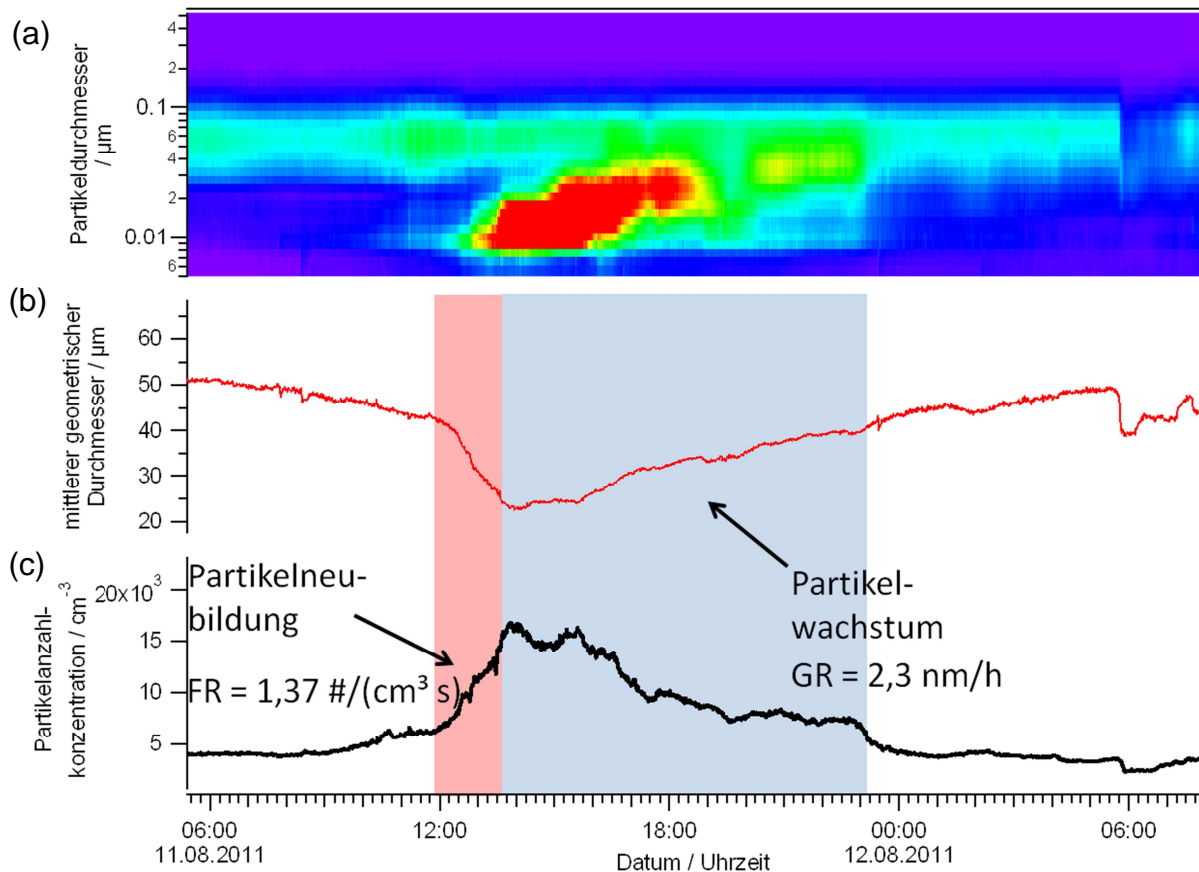 (a)
Partikeldurchmesser
/ µm
4
2
0.1
6
4
2
0.01
6
(b)
mittlerer geometrischer
Durchmesser / µm
60
50
40
30
20
(c)
Partikelanzahl-
konzentration / cm⁻³
20x10³
15
10
5
Partikelneu-
bildung
FR = 1,37 #/(cm³ s)
Partikel-
wachstum
GR = 2,3 nm/h
06:00 12:00 18:00 00:00 06:00
11.08.2011 12.08.2011
Datum / Uhrzeit